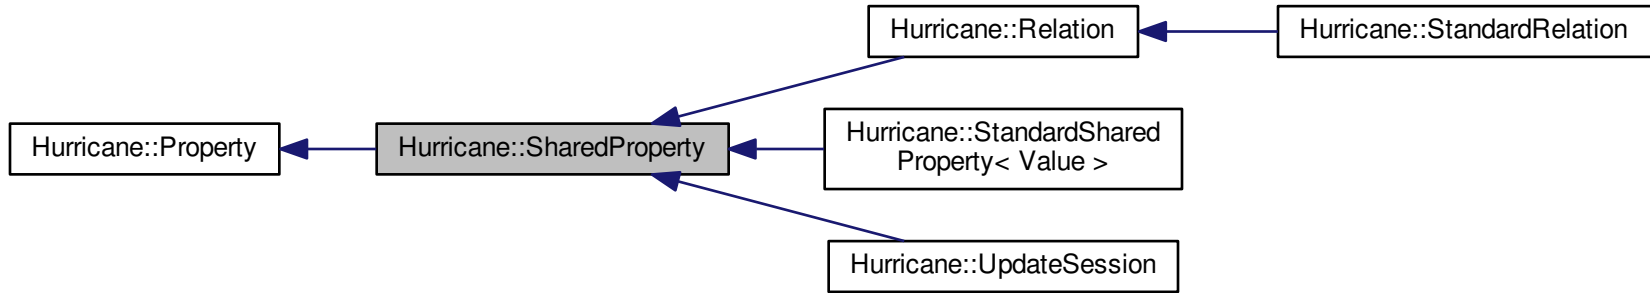 Hurricane::Relation
Hurricane::StandardRelation
Hurricane::Property
Hurricane::SharedProperty
Hurricane::StandardShared
Property< Value >
Hurricane::UpdateSession